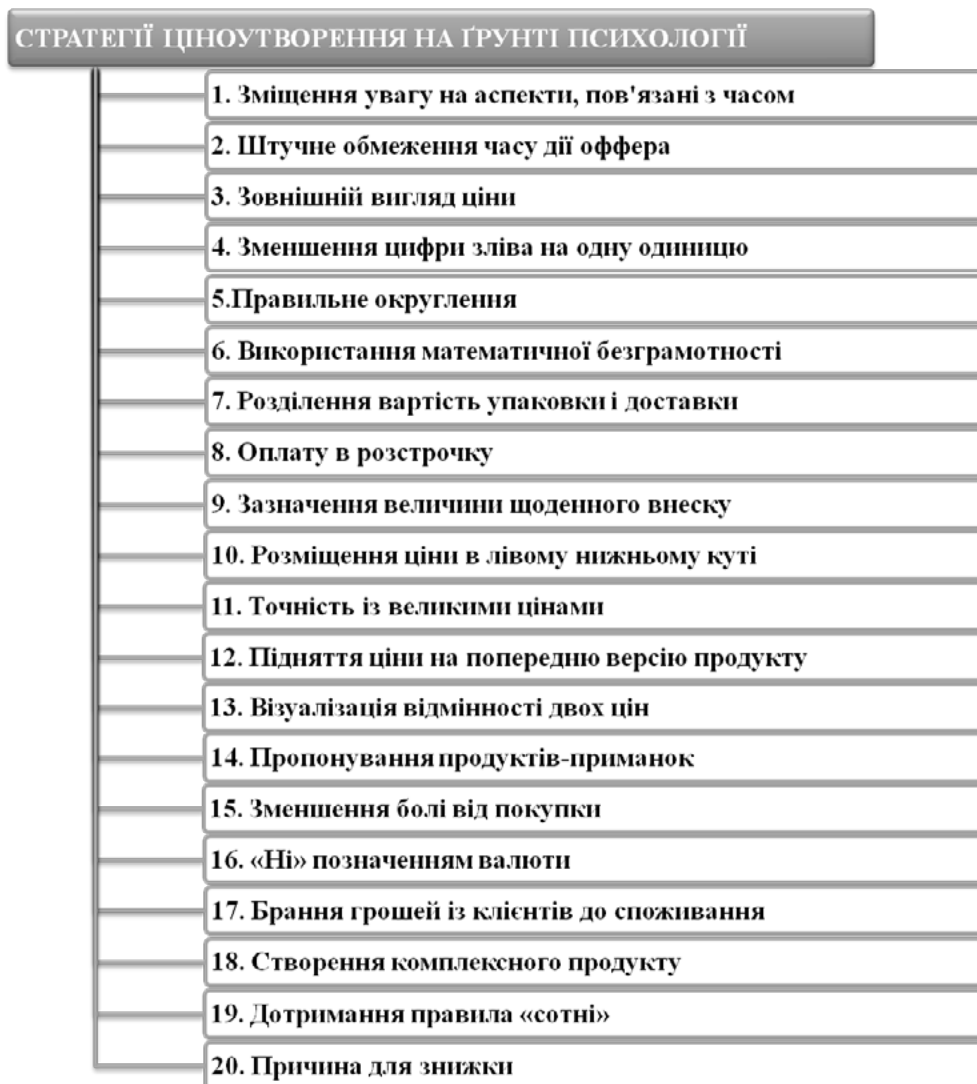 СТРАТЕГІЇ ЦІНОУТВОРЕННЯ НА ҐРУНТІ ПСИХОЛОГІЇ
1. Зміщення увагу на аспекти, пов'язані з часом
2. Штучне обмеження часу дії оффера
3. Зовнішній вигляд ціни
4. Зменшення цифри зліва на одну одиницю
5.Правильне округлення
6. Використання математичної безграмотності
7. Розділення вартість упаковки і доставки
8. Оплату в розстрочку
9. Зазначення величини щоденного внеску
10. Розміщення ціни в лівому нижньому куті
11. Точність із великими цінами
12. Підняття ціни на попередню версію продукту
13. Візуалізація відмінності двох цін
14. Пропонування продуктів-приманок
15. Зменшення болі від покупки
16. «Ні» позначенням валюти
17. Брання грошей із клієнтів до споживання
18. Створення комплексного продукту
19. Дотримання правила «сотні»
20. Причина для знижки